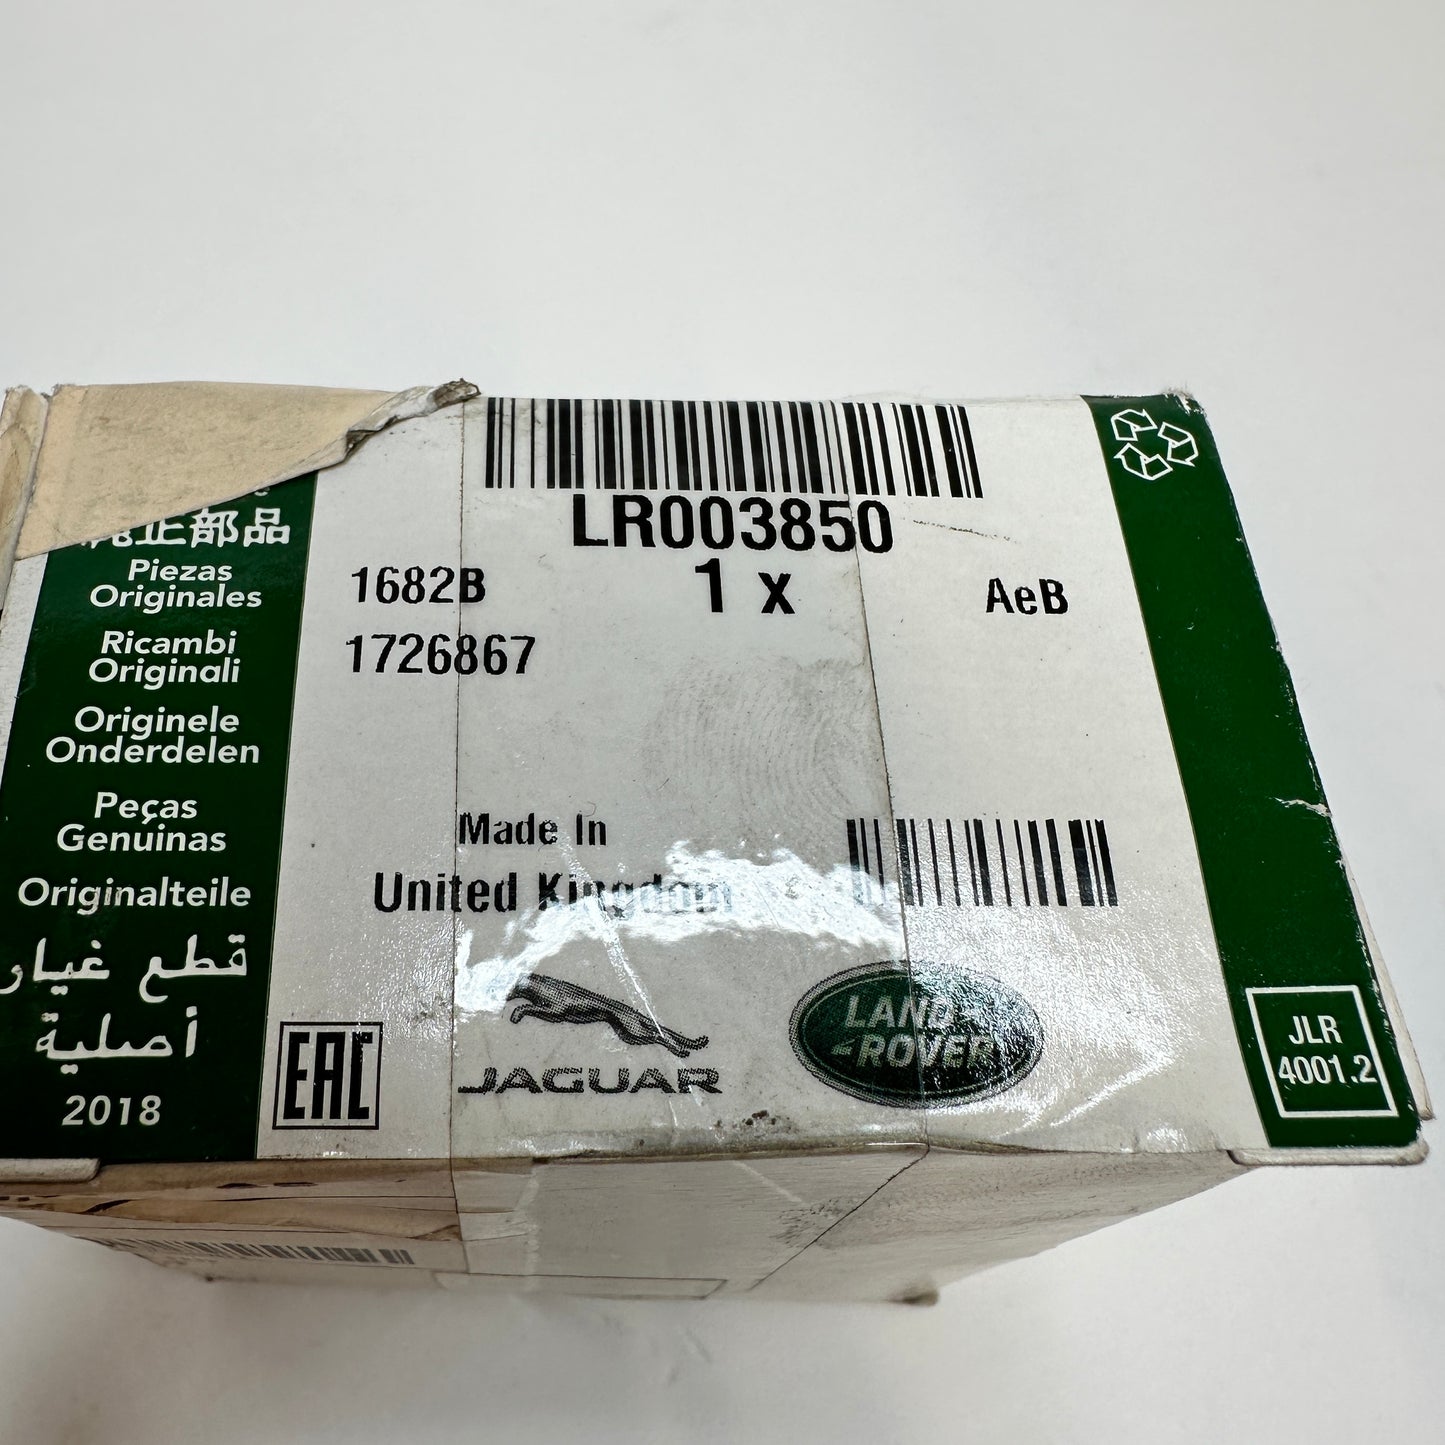 正部品
Piezas
Originales
Ricambi
Originali
Originele
Onderdelen
Peças
Genuinas
Originalteile
قطع غيار
أصلية
2018
LR003850
1682B
1 x
AeB
1726867
Made In
United Kingdom
EAC
JAGUAR
LAND
ROVER
JLR
4001.2